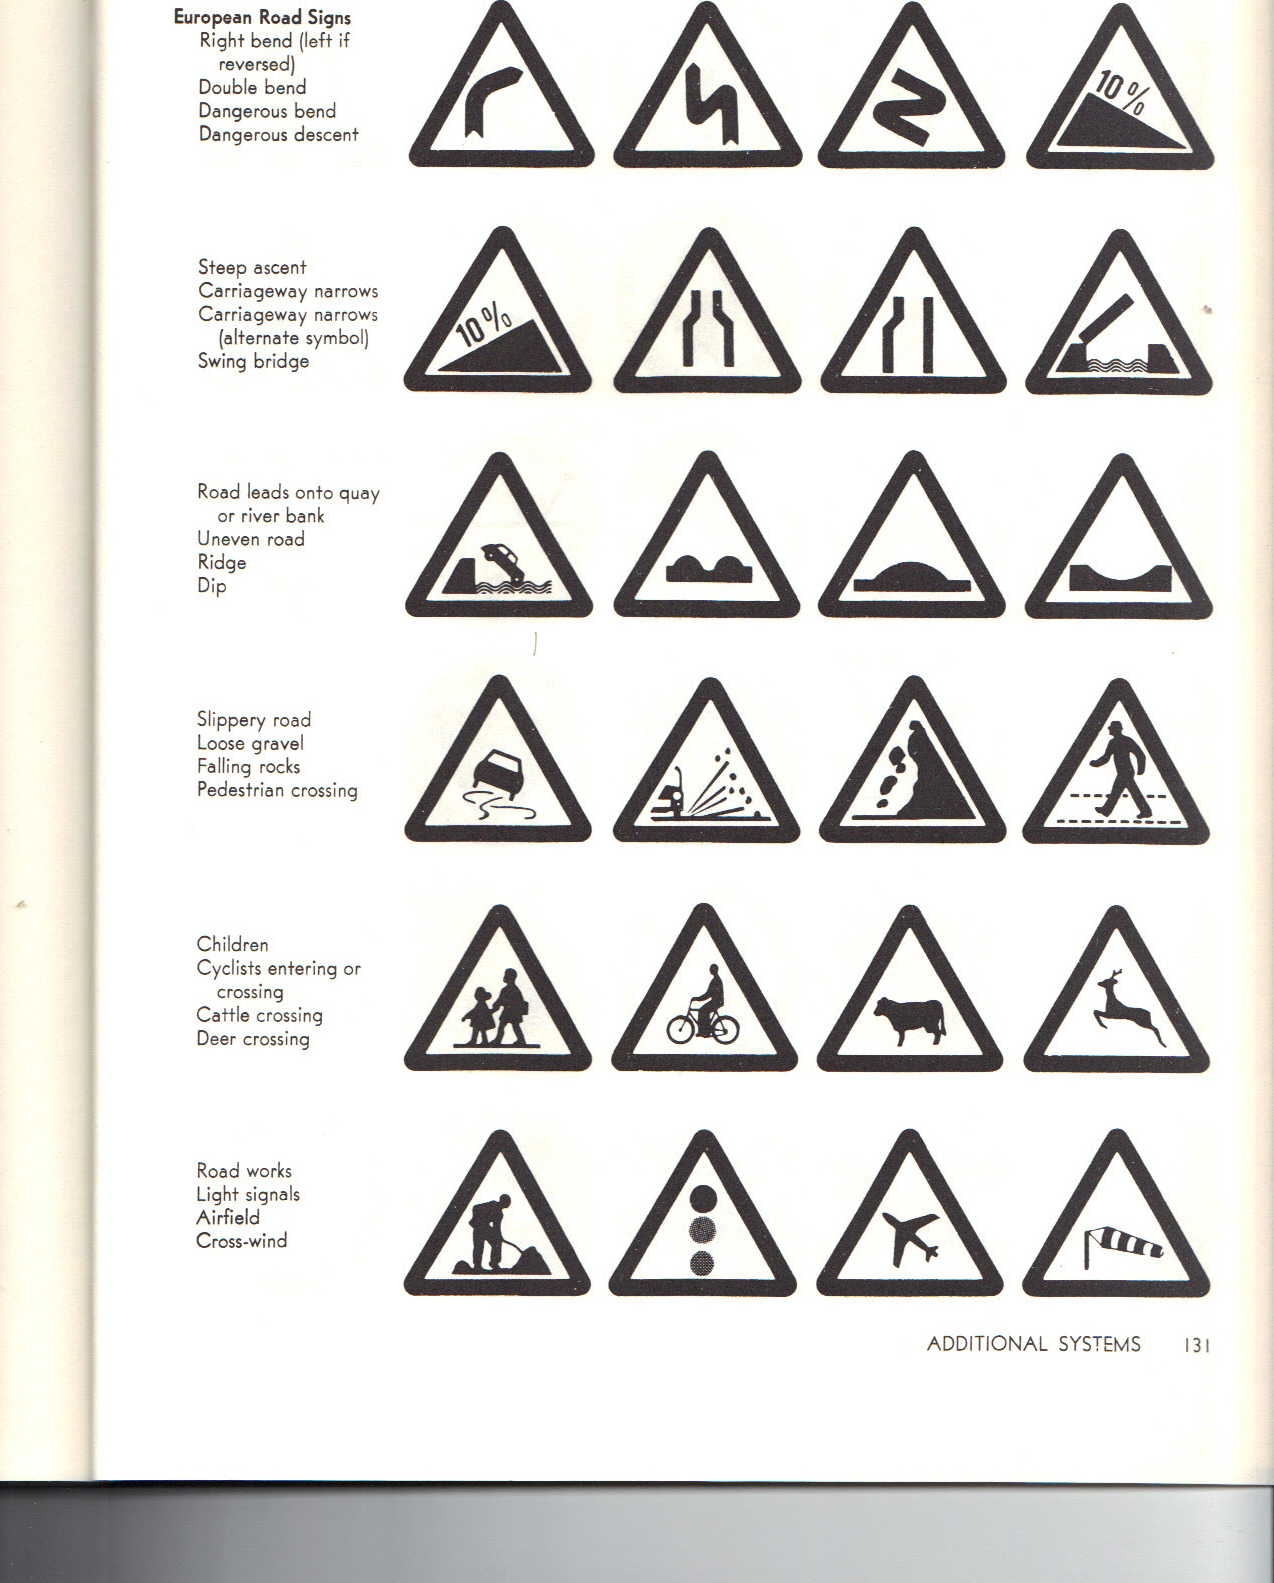 European Road Signs
Right bend (left if
reversed)
Double bend
Dangerous bend
Dangerous descent
10%
Steep ascent
Carriageway narrows
Carriageway narrows
(alternate symbol)
Swing bridge
10%
Road leads onto quay
or river bank
Uneven road
Ridge
Dip
Slippery road
Loose gravel
Falling rocks
Pedestrian crossing
Children
Cyclists entering or
crossing
Cattle crossing
Deer crossing
Road works
Light signals
Airfield
Cross-wind
ADDITIONAL SYSTEMS 131